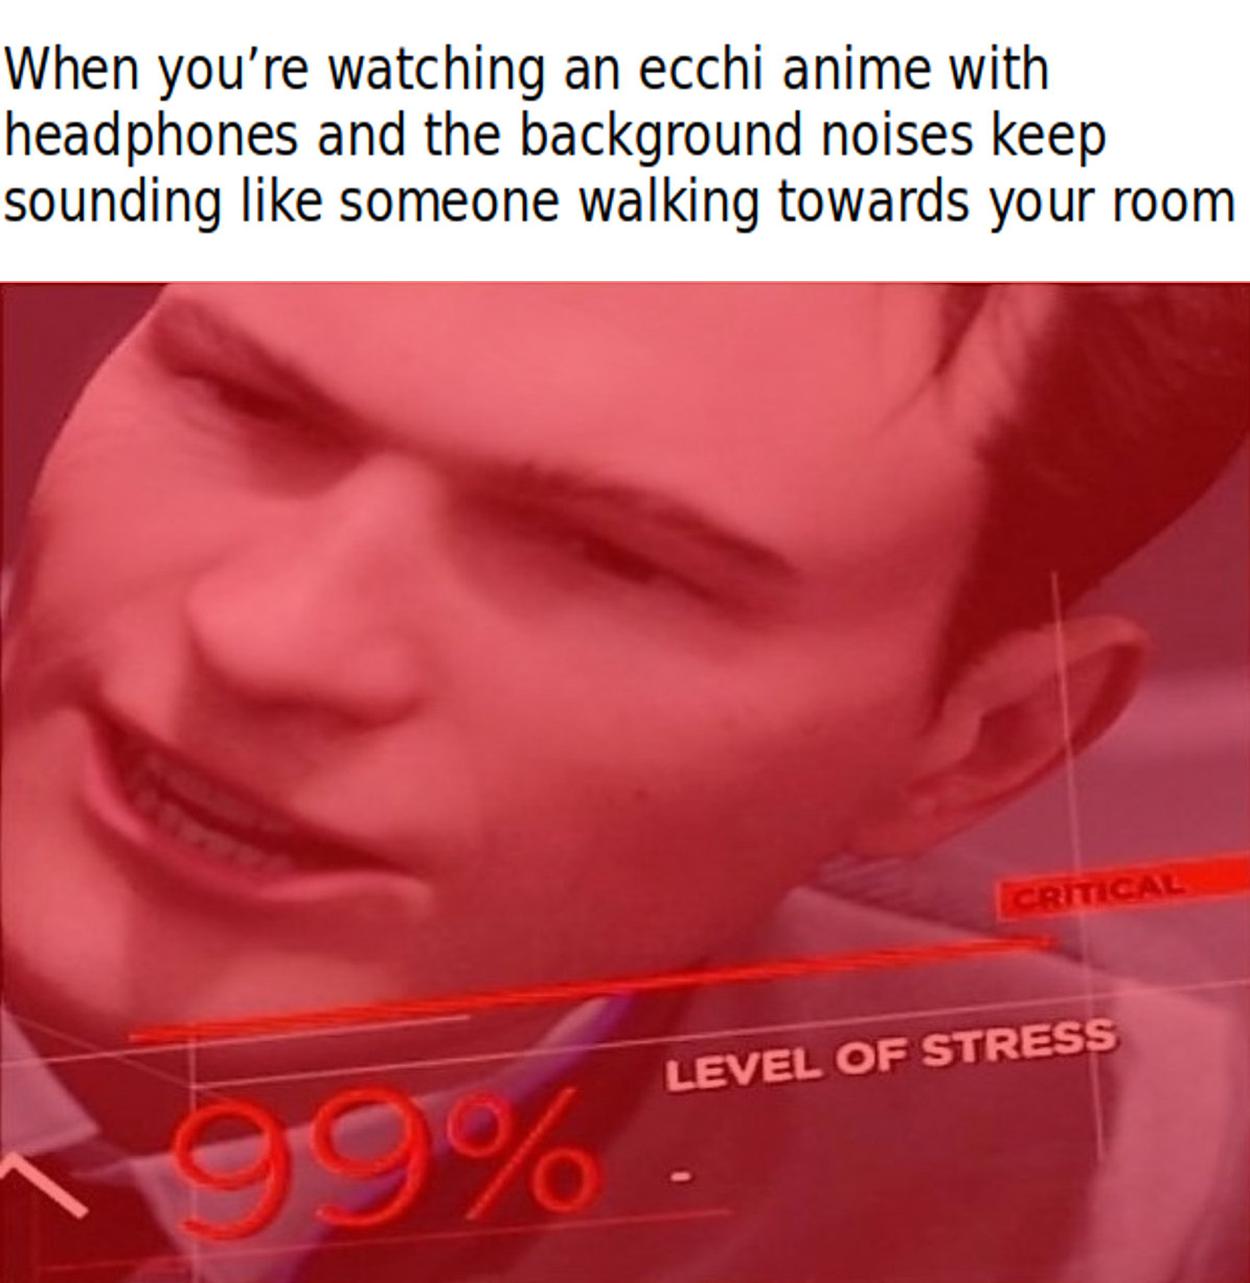 When you’re watching an ecchi anime with
headphones and the background noises keep
sounding like someone walking towards your room
CRITICAL
LEVEL OF STRESS
99%